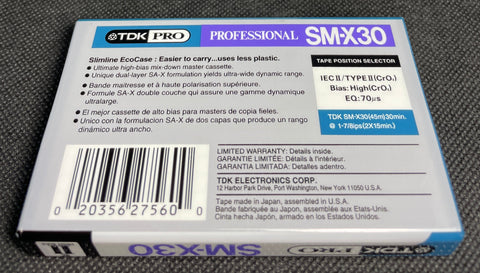 TDK PRO PROFESSIONAL SM-X30
Slimline EcoCase : Easier to carry...uses less plastic.
• Ultimate high-bias mix-down master cassette.
• Unique dual-layer SA-X formulation yields ultra-wide dynamic range.
• Bande maitresse et à haute polarisation supérieure.
• Formule SA-X double couche qui assure une gamme dynamique
ultralarge.
• El mejor cassette de alto bias para masters de copia fieles.
• Unico con la formulacion SA-X de dos capas que produce un rango
dinámico ultra ancho.
TAPE POSITION SELECTOR
IEC II/TYPE II (CrO2)
Bias: High(CrO2)
EQ: 70μs
TDK SM-X30(45m)30min.
@ 1-7/8ips(2X15min.)
LIMITED WARRANTY: Details inside.
GARANTIE LIMITÉE: Détails à l'intérieur.
GARANTIA LIMITADA: Detalles adentro.
TDK ELECTRONICS CORP.
12 Harbor Park Drive, Port Washington, New York 11050 U.S.A.
Tape made in Japan, assembled in U.S.A.
Bande fabriquée au Japon, assemblée aux Etats-Unis.
Cinta hecha Japón, armado en los Estados Unidos.
0 20356 27560 0
II SM-X30 TDK PRO